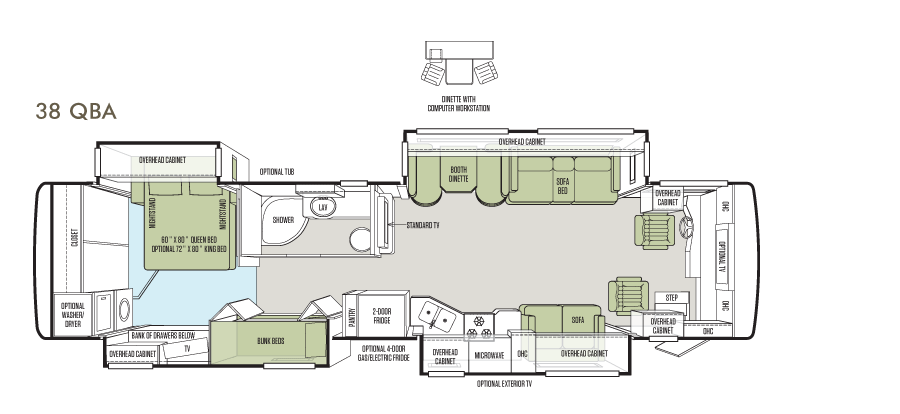 DINETTE WITH
COMPUTER WORKSTATION
38 QBA
OVERHEAD CABINET
OVERHEAD CABINET
OPTIONAL TUB
BOOTH
DINETTE
SOFA
BED
NIGHTSTAND
NIGHTSTAND
SHOWER
LAV
OVERHEAD
CABINET
OHC
STANDARD TV
CLOSET
60" X 80" QUEEN BED
OPTIONAL 72" X 80" KING BED
OPTIONAL TV
OPTIONAL
WASHER/
DRYER
PANTRY
2-DOOR
FRIDGE
STEP
OHC
SOFA
OVERHEAD
CABINET
OHC
BANK OF DRAWERS BELOW
TV
BUNK BEDS
OVERHEAD CABINET
OPTIONAL 4-DOOR
GAS/ELECTRIC FRIDGE
OVERHEAD
CABINET
MICROWAVE
OHC
OVERHEAD CABINET
OPTIONAL EXTERIOR TV